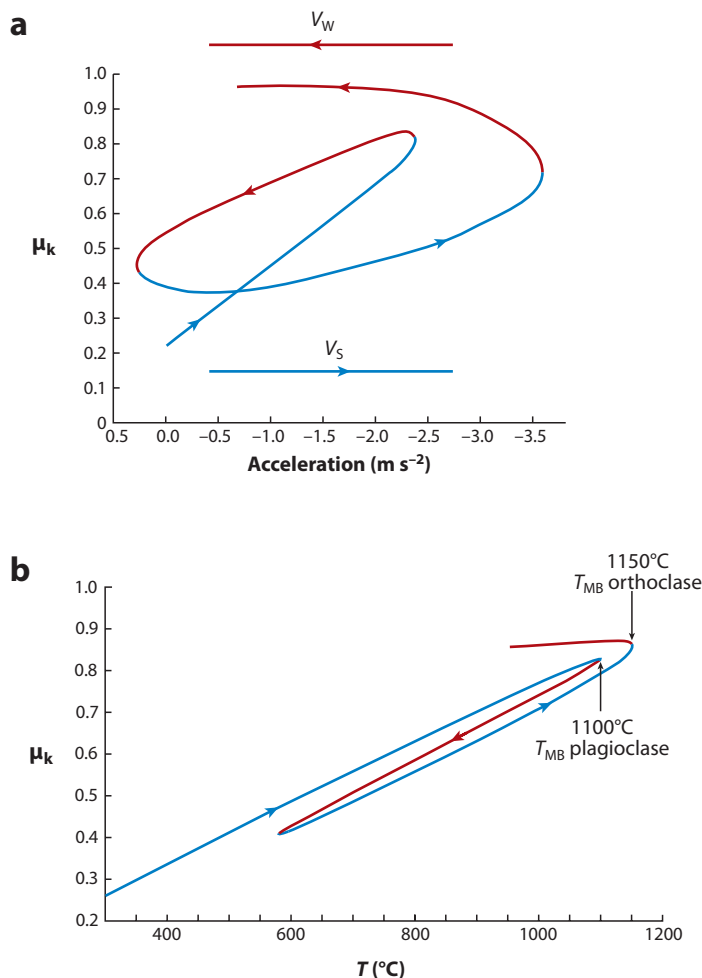 a
V_W
1.0
0.9
0.8
0.7
0.6
μ_k
0.5
0.4
0.3
0.2
V_S
0.1
0
0.5 0.0 –0.5 –1.0 –1.5 –2.0 –2.5 –3.0 –3.5
Acceleration (m s⁻²)
b
1150°C
T_MB orthoclase
1.0
0.9
0.8
1100°C
T_MB plagioclase
0.7
μ_k
0.6
0.5
0.4
0.3
0.2
400 600 800 1000 1200
T (°C)